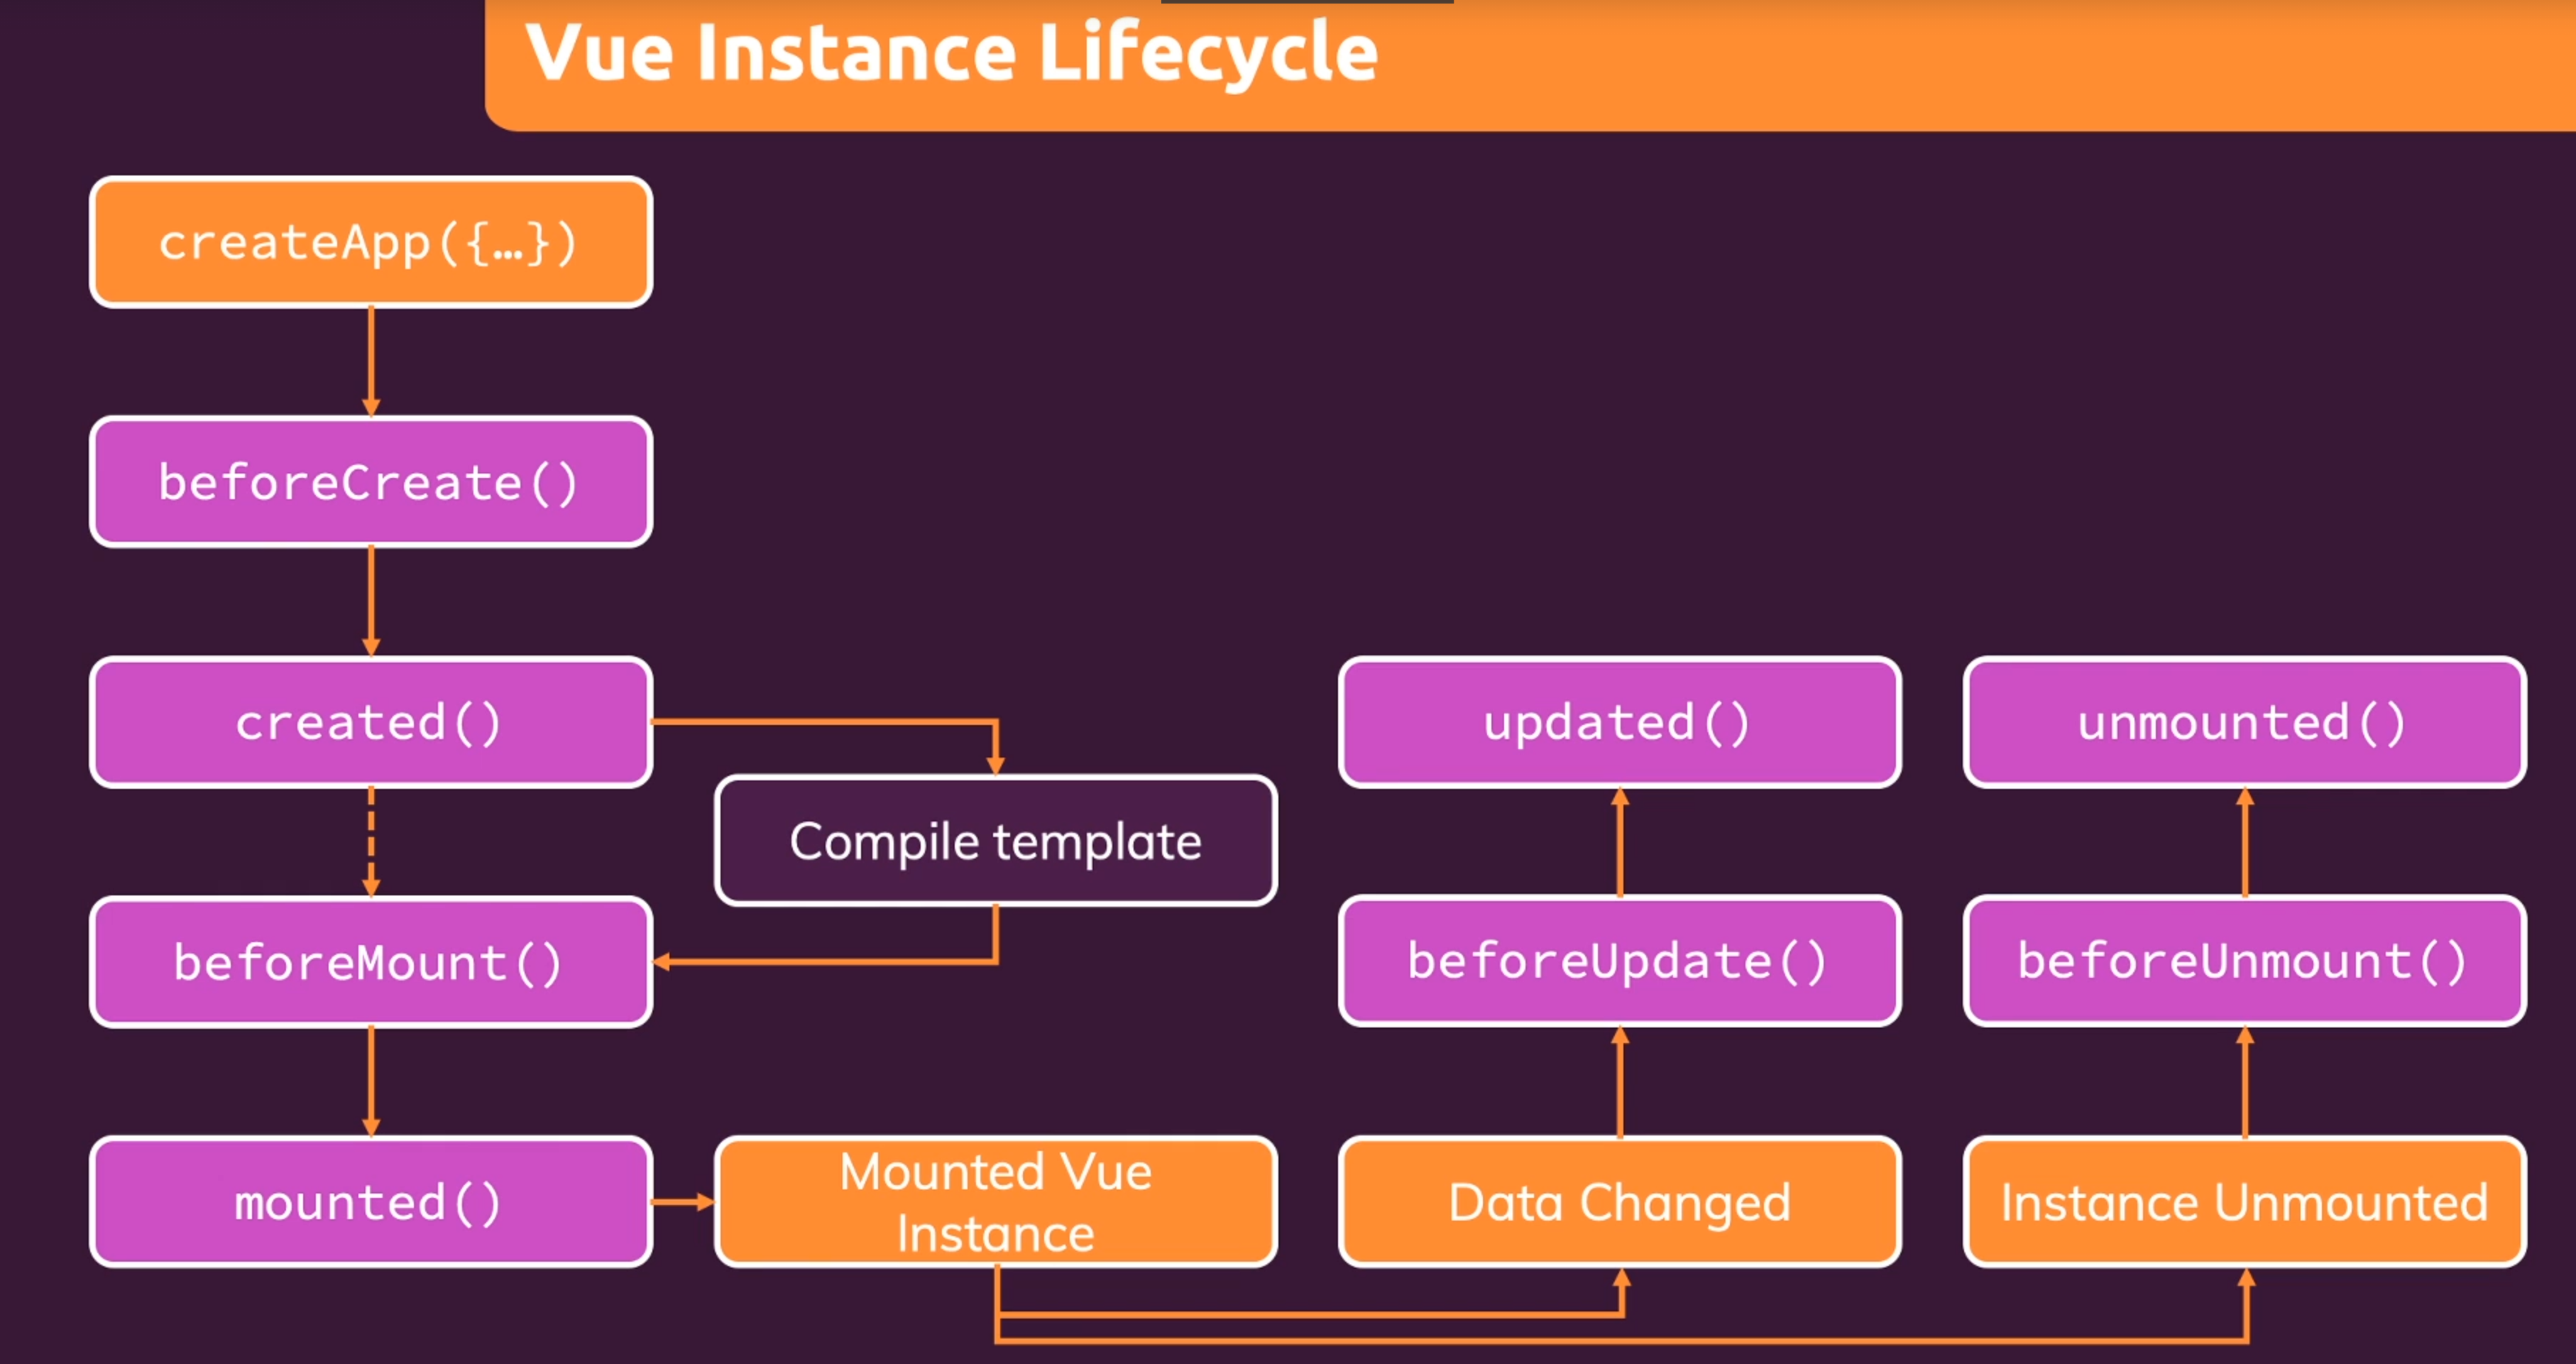 Vue Instance Lifecycle
createApp({…})
beforeCreate()
created()
Compile template
beforeMount()
mounted()
Mounted Vue
Instance
updated()
beforeUpdate()
Data Changed
unmounted()
beforeUnmount()
Instance Unmounted